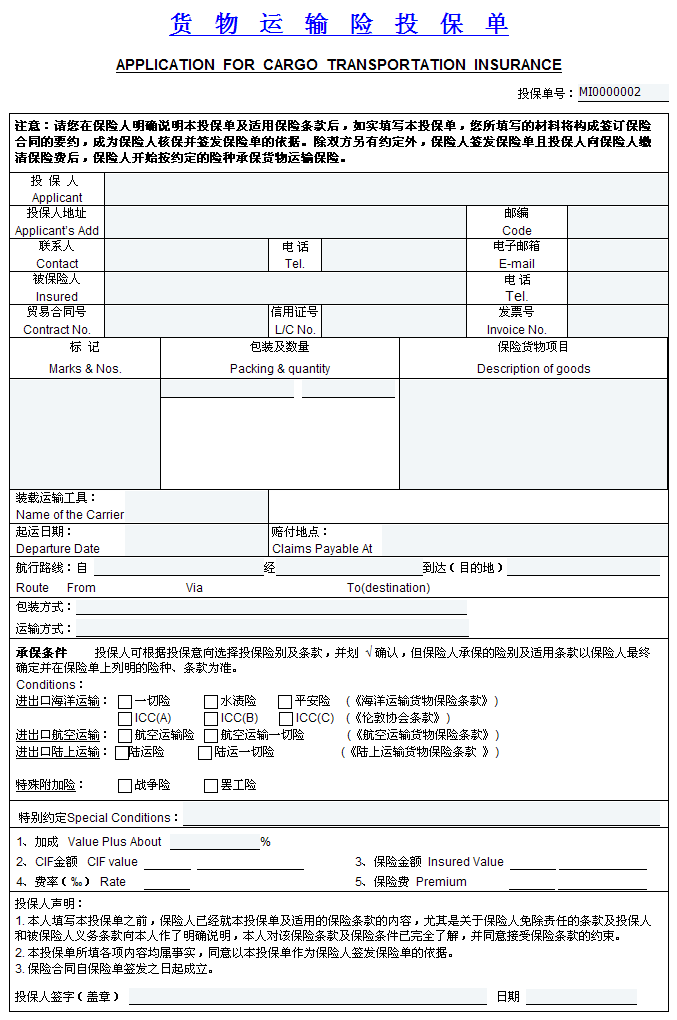 货 物 运 输 险 投 保 单
APPLICATION FOR CARGO TRANSPORTATION INSURANCE
投保单号：MI0000002
注意：请您在保险人明确说明本投保单及适用保险条款后，如实填写本投保单，您所填写的材料将构成签订保险
合同的要约，成为保险人核保并签发保险单的依据。除双方另有约定外，保险人签发保险单且投保人向保险人缴
清保险费后，保险人开始按约定的险种承保货物运输保险。
投 保 人
Applicant
投保人地址 邮编
Applicant's Add Code
联系人 电 话 电子邮箱
Contact Tel. E-mail
被保险人 电 话
Insured Tel.
贸易合同号 信用证号 发票号
Contract No. L/C No. Invoice No.
标 记 包装及数量 保险货物项目
Marks & Nos. Packing & quantity Description of goods
装载运输工具：
Name of the Carrier
起运日期： 赔付地点：
Departure Date Claims Payable At
航行路线：自 经 到达（目的地）
Route From Via To(destination)
包装方式：
运输方式：
承保条件 投保人可根据投保意向选择投保险别及条款，并划 √确认，但保险人承保的险别及适用条款以保险人最终
确定并在保险单上列明的险种、条款为准。
Conditions：
进出口海洋运输： 一切险 水渍险 平安险 （《海洋运输货物保险条款》）
ICC(A) ICC(B) ICC(C) （《伦敦协会条款》）
进出口航空运输： 航空运输险 航空运输一切险 （《航空运输货物保险条款》）
进出口陆上运输： 陆运险 陆运一切险 （《陆上运输货物保险条款 》）
特殊附加险： 战争险 罢工险
特别约定Special Conditions：
1、加成 Value Plus About %
2、CIF金额 CIF value 3、保险金额 Insured Value
4、费率（‰） Rate 5、保险费 Premium
投保人声明：
1. 本人填写本投保单之前，保险人已经就本投保单及适用的保险条款的内容，尤其是关于保险人免除责任的条款及投保人
和被保险人义务条款向本人作了明确说明，本人对该保险条款及保险条件已完全了解，并同意接受保险条款的约束。
2. 本投保单所填各项内容均属事实，同意以本投保单作为保险人签发保险单的依据。
3. 保险合同自保险单签发之日起成立。
投保人签字（盖章） 日期